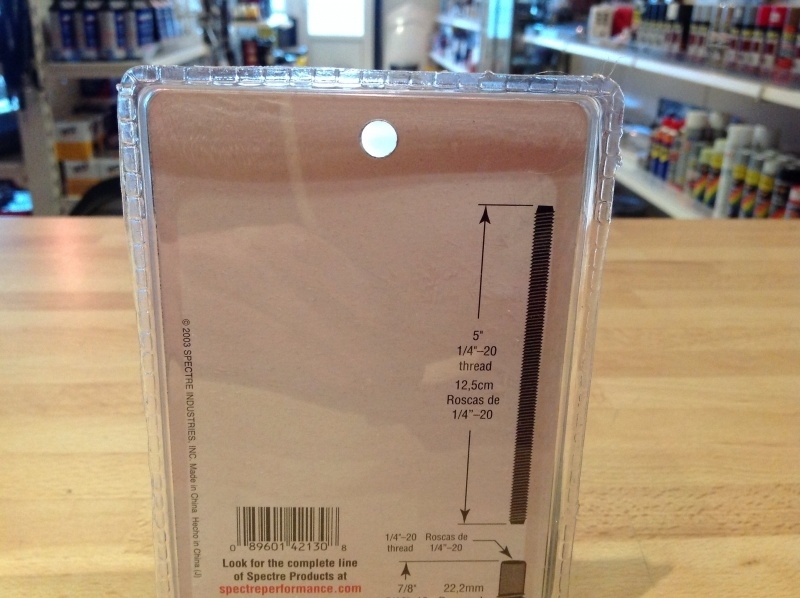 5"
1/4"–20
thread
12,5cm
Roscas de
1/4"–20
© 2003 SPECTRE INDUSTRIES, INC. Made in China. Hecho in China (J)
0 89601 42130 8
Look for the complete line
of Spectre Products at
spectreperformance.com
1/4"–20
thread
Roscas de
1/4"–20
7/8"
22,2mm